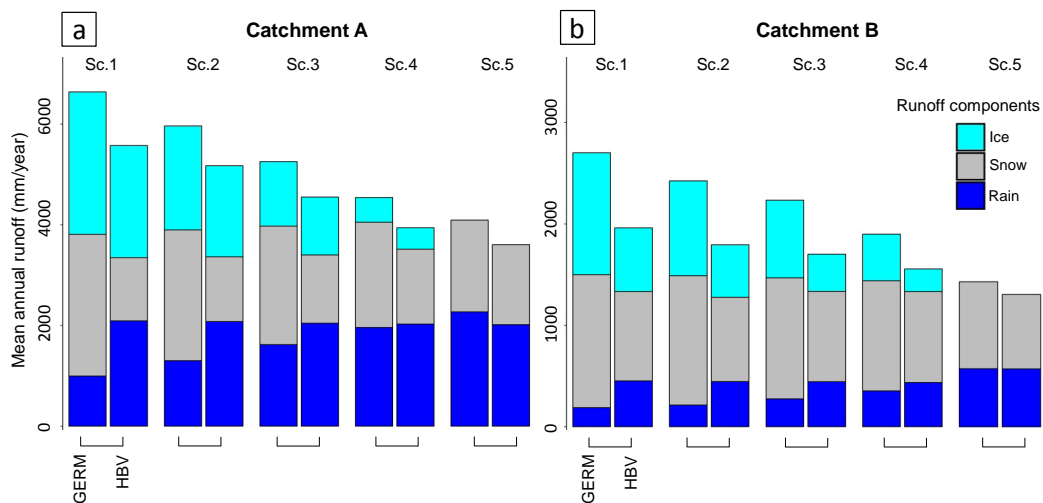 a
Catchment A
Sc.1 Sc.2 Sc.3 Sc.4 Sc.5
Mean annual runoff (mm/year)
6000
4000
2000
0
GERM HBV
b
Catchment B
Sc.1 Sc.2 Sc.3 Sc.4 Sc.5
Runoff components
Ice
Snow
Rain
3000
2000
1000
0
GERM HBV